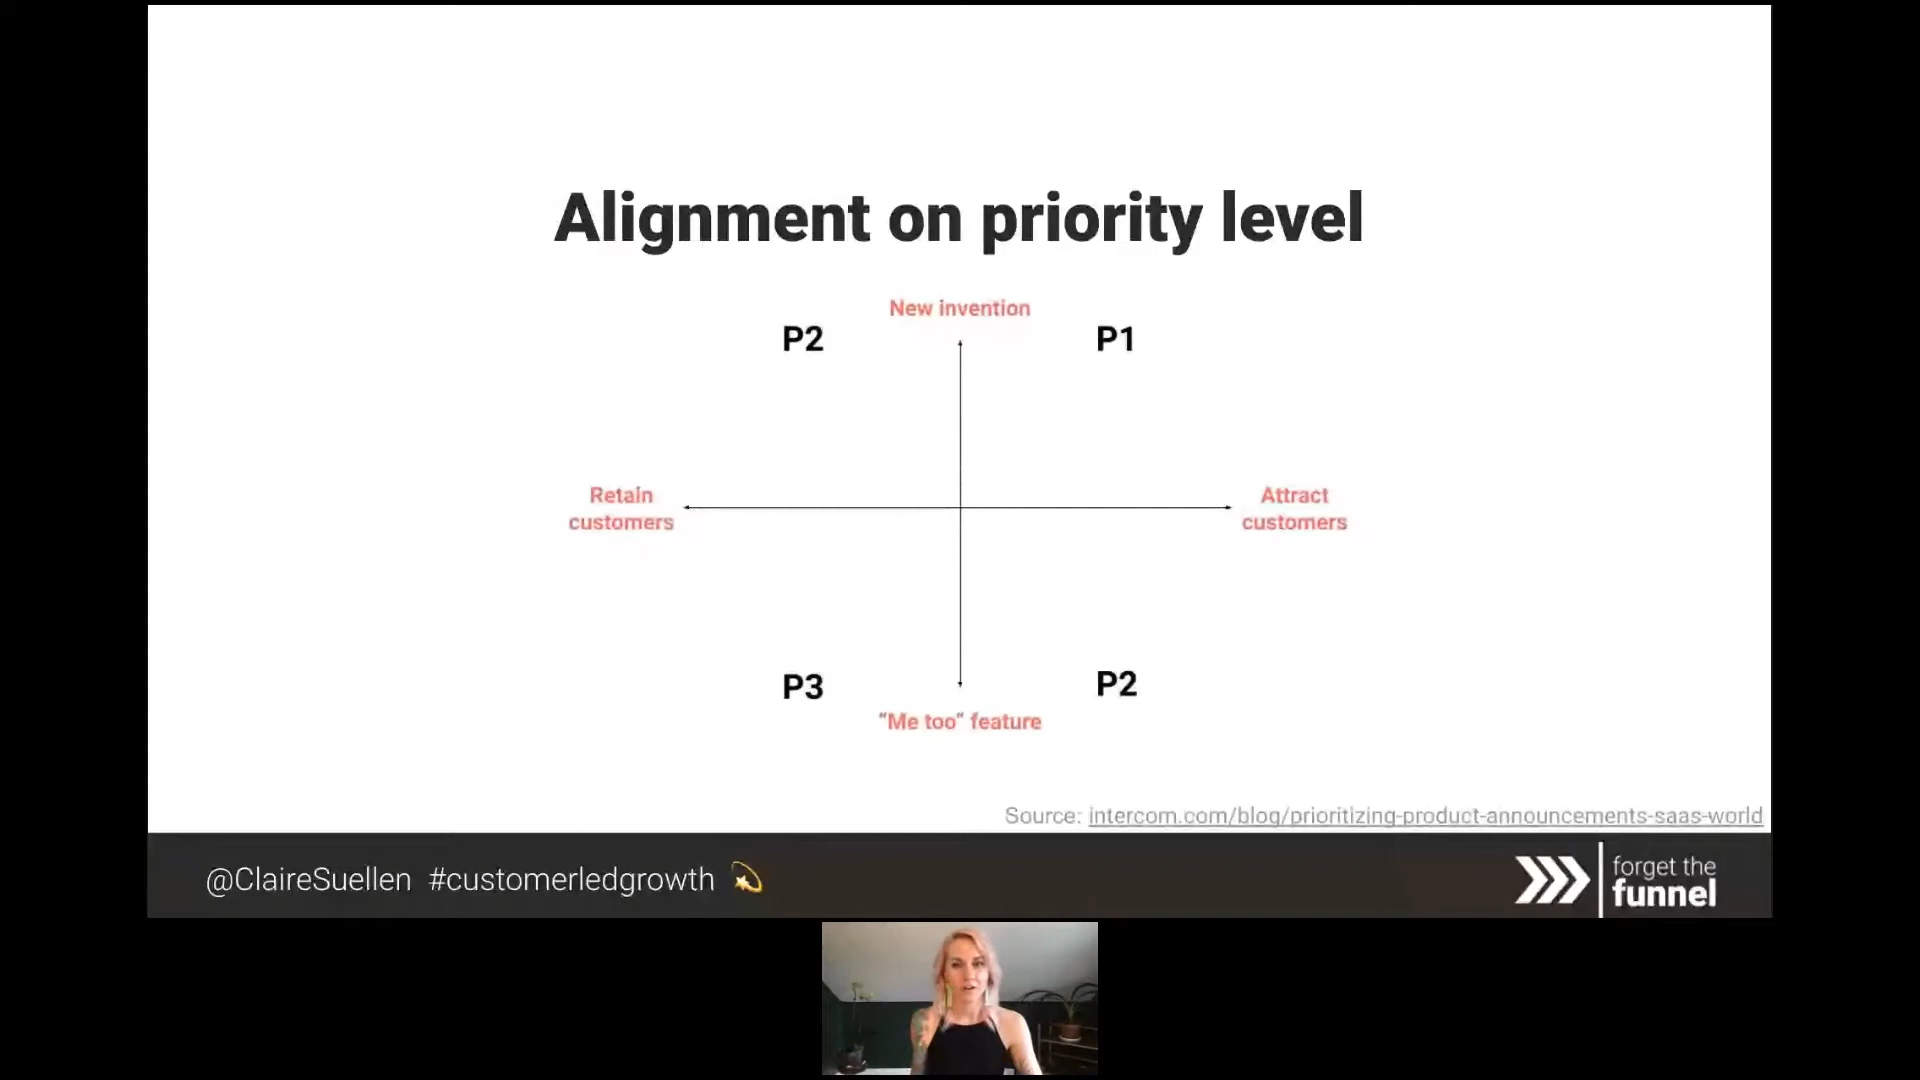 Alignment on priority level
New invention
P2
P1
Retain
customers
Attract
customers
P3
P2
“Me too” feature
Source: intercom.com/blog/prioritizing-product-announcements-saas-world
@ClaireSuellen #customerledgrowth 💫
forget the
funnel